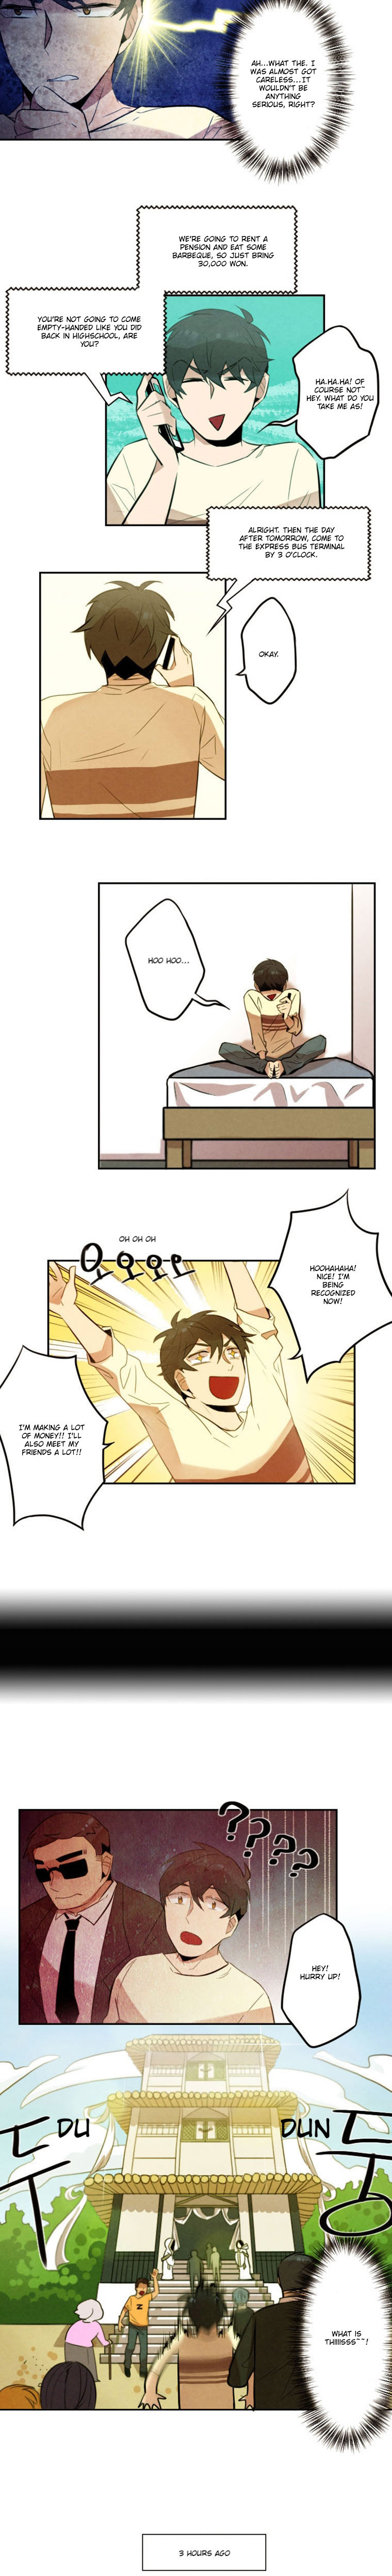 AH...WHAT THE. I
WAS ALMOST GOT
CARELESS...IT
WOULDN'T BE
ANYTHING
SERIOUS, RIGHT?
WE'RE GOING TO RENT A
PENSION AND EAT SOME
BARBEQUE, SO JUST BRING
30,000 WON.
YOU'RE NOT GOING TO COME
EMPTY-HANDED LIKE YOU DID
BACK IN HIGHSCHOOL, ARE
YOU?
HA.HA.HA! OF
COURSE NOT~
HEY. WHAT DO YOU
TAKE ME AS!
ALRIGHT. THEN THE DAY
AFTER TOMORROW, COME TO
THE EXPRESS BUS TERMINAL
BY 3 O'CLOCK.
OKAY.
HOO HOO...
OH OH OH
오오오오
HOOHAHAHA!
NICE! I'M
BEING
RECOGNIZED
NOW!
I'M MAKING A LOT
OF MONEY!! I'LL
ALSO MEET MY
FRIENDS A LOT!!
????
HEY!
HURRY UP!
두 DU
DUN 둥
Z
WHAT IS
THIIIISSS~~!
3 HOURS AGO